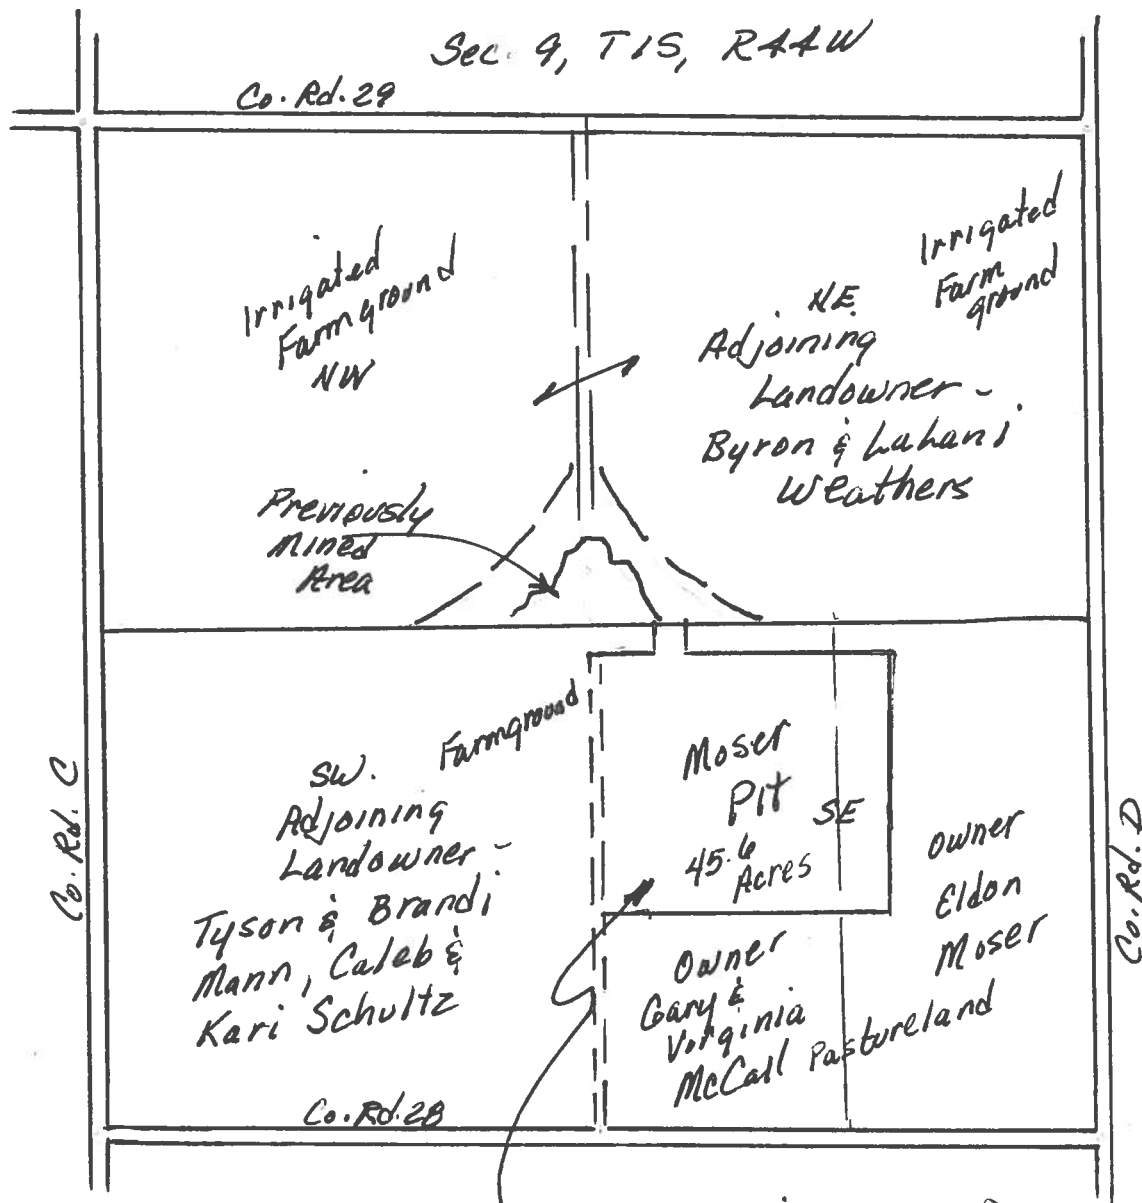 Sec. 9, T1S, R44W
Co. Rd. 29
Irrigated
Farmground
NW
Irrigated
Farm
ground
NE
Adjoining
Landowner -
Byron & Lahani
Weathers
Previously
Mined
Area
Farmground
SW.
Adjoining
Landowner -
Tyson & Brandi
Mann, Caleb &
Kari Schultz
Co. Rd. C
Moser
Pit
SE
45.6
Acres
Owner
Eldon
Moser
Owner
Gary &
Virginia
McCall
Pastureland
Co. Rd. D
Co. Rd. 28